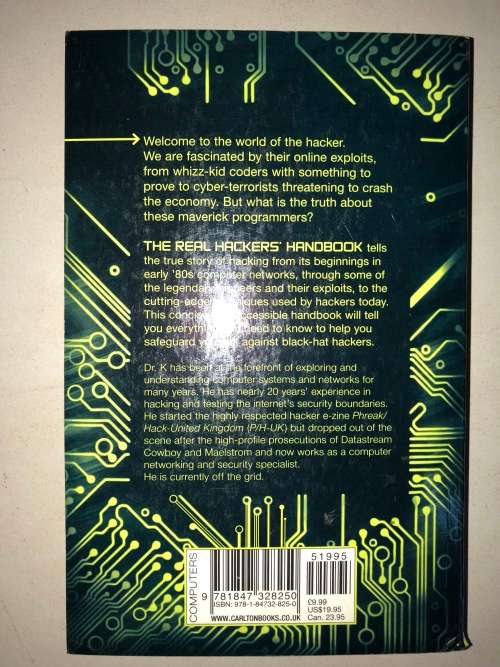 Welcome to the world of the hacker.
We are fascinated by their online exploits,
from whizz-kid coders with something to
prove to cyber-terrorists threatening to crash
the economy. But what is the truth about
these maverick programmers?
THE REAL HACKERS' HANDBOOK tells
the true story of hacking from its beginnings in
early '80s computer networks, through some of
the legendary and their exploits, to the
cutting-edge techniques used by hackers today.
This accessible handbook will tell
you everything need to know to help you
safeguard against black-hat hackers.
Dr. K has been at the forefront of exploring and
understanding computer systems and networks for
many years. He has nearly 20 years' experience in
hacking and testing the internet's security boundaries.
He started the highly respected hacker e-zine Phreak/
Hack-United Kingdom (P/H-UK) but dropped out of the
scene after the high-profile prosecutions of Datastream
Cowboy and Maelstrom and now works as a computer
networking and security specialist.
He is currently off the grid.
COMPUTERS
51995
9 781847 328250
ISBN: 978-1-84732-825-0
WWW.CARLTONBOOKS.CO.UK
£9.99
US$19.95
Can. 23.95